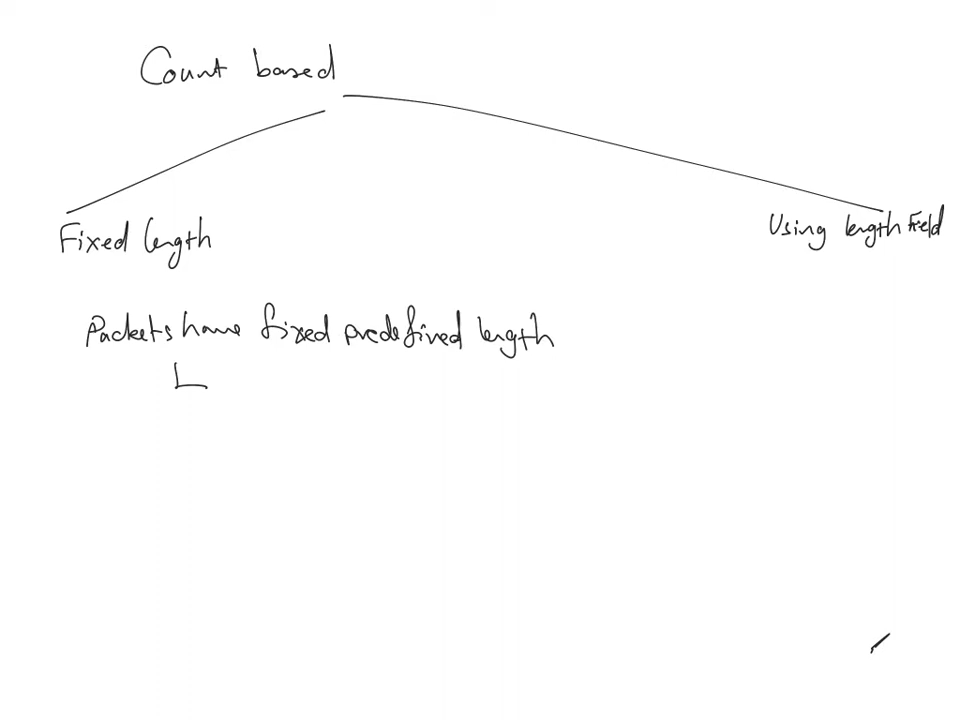 Count based
Fixed length
Using length Field
Packets have fixed predefined length
L